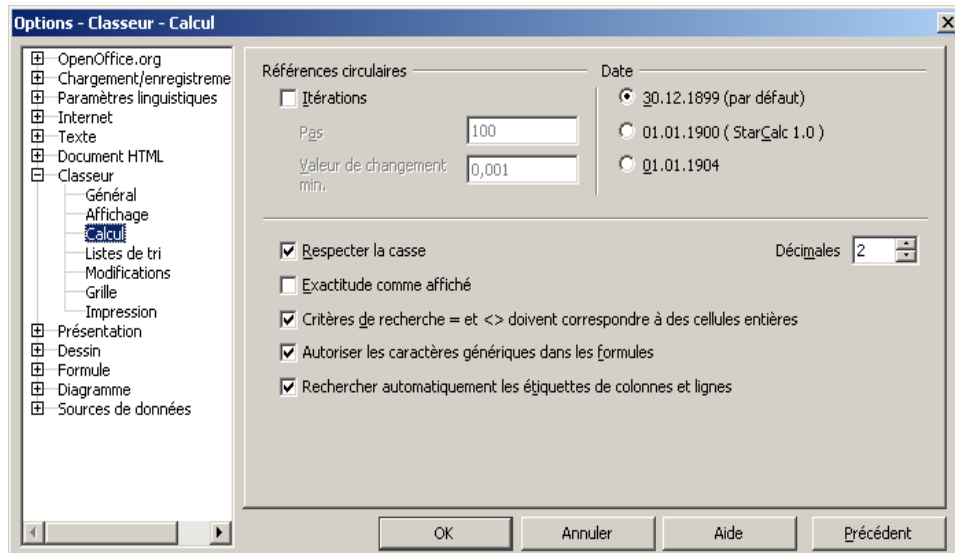 Options - Classeur - Calcul
OpenOffice.org
Chargement/enregistreme
Paramètres linguistiques
Internet
Texte
Document HTML
Classeur
Général
Affichage
Calcul
Listes de tri
Modifications
Grille
Impression
Présentation
Dessin
Formule
Diagramme
Sources de données
Références circulaires
Itérations
Pas 100
Valeur de changement min. 0,001
Date
30.12.1899 (par défaut)
01.01.1900 ( StarCalc 1.0 )
01.01.1904
Respecter la casse
Décimales 2
Exactitude comme affiché
Critères de recherche = et <> doivent correspondre à des cellules entières
Autoriser les caractères génériques dans les formules
Rechercher automatiquement les étiquettes de colonnes et lignes
OK
Annuler
Aide
Précédent